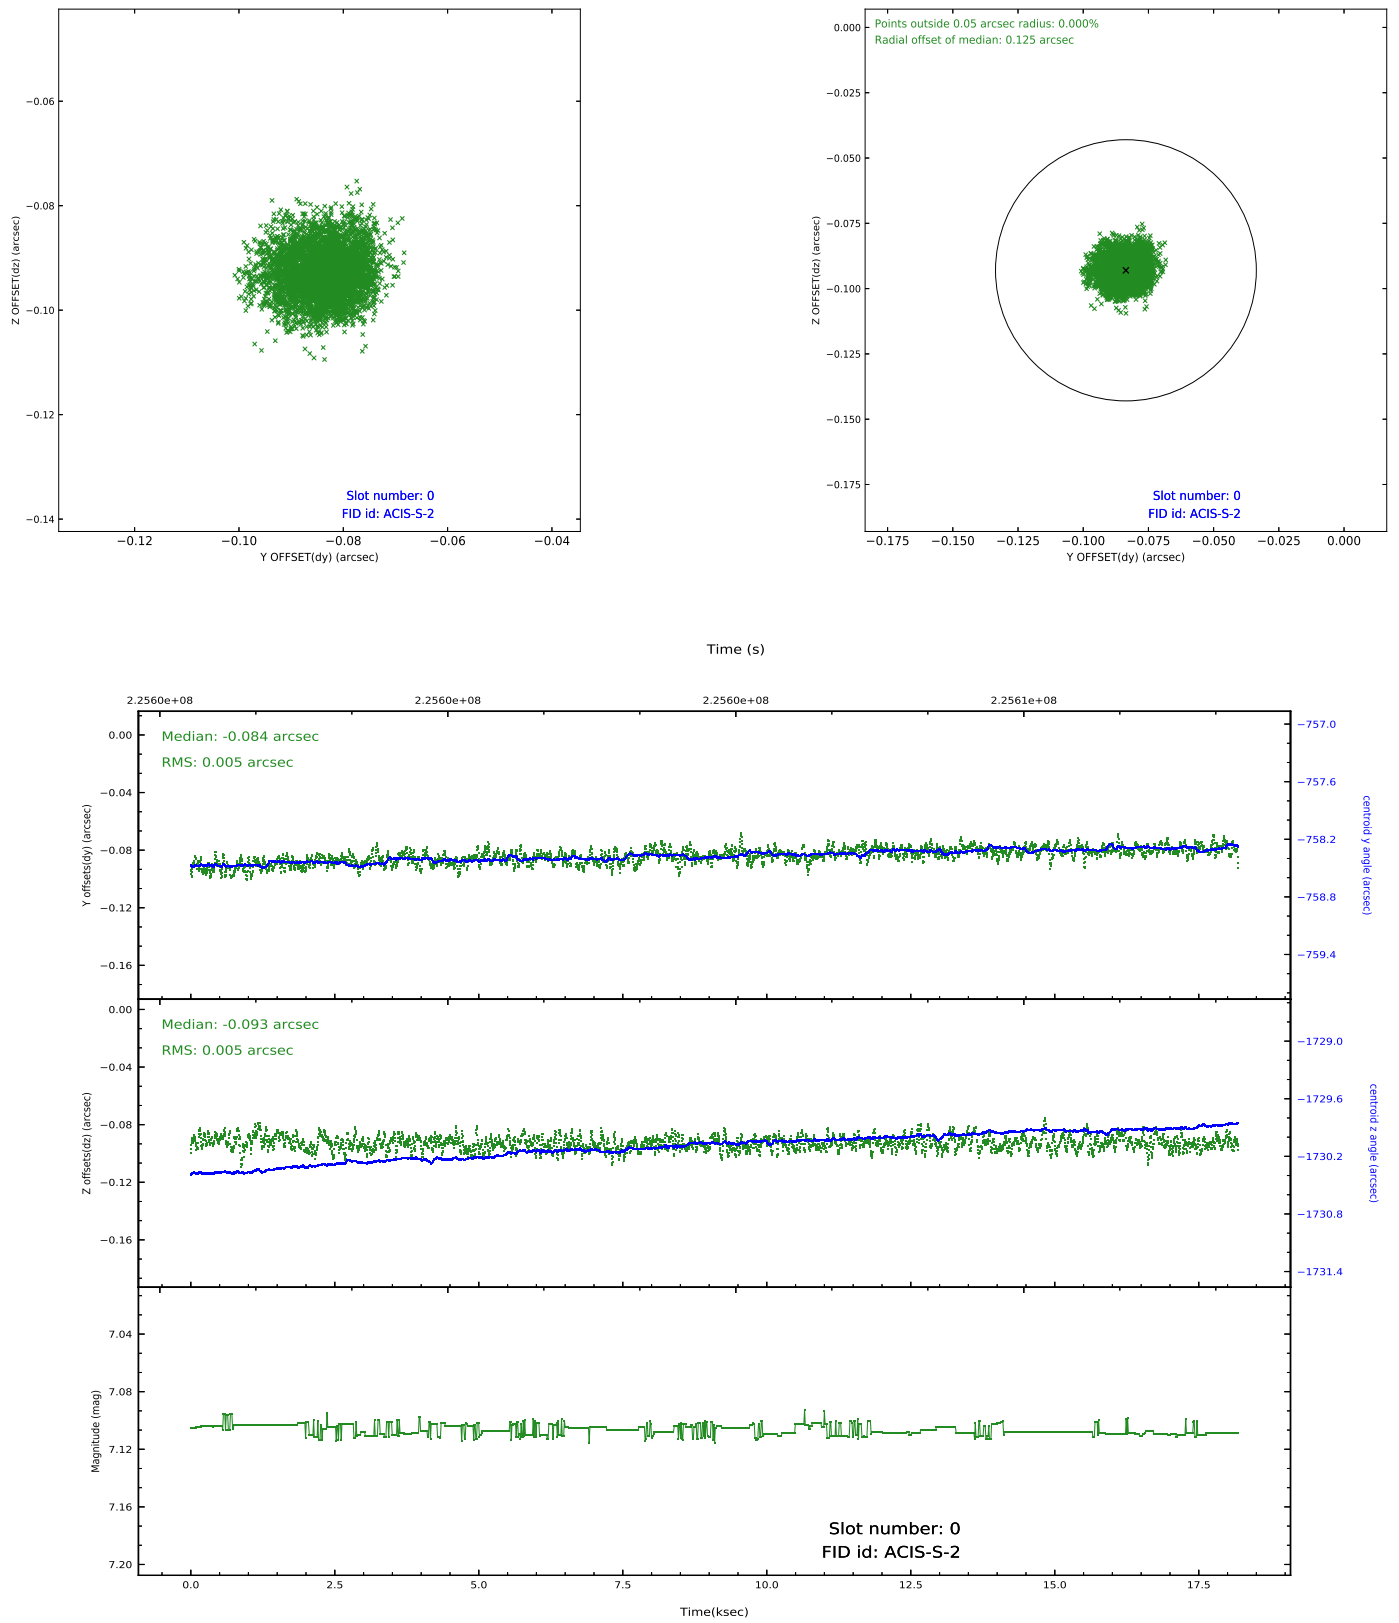 −0.06
−0.08
−0.10
−0.12
−0.14
Z OFFSET(dz) (arcsec)
Slot number: 0
FID id: ACIS-S-2
−0.12
−0.10
−0.08
−0.06
−0.04
Y OFFSET(dy) (arcsec)
Points outside 0.05 arcsec radius: 0.000%
Radial offset of median: 0.125 arcsec
0.000
−0.025
−0.050
−0.075
−0.100
−0.125
−0.150
−0.175
Z OFFSET(dz) (arcsec)
Slot number: 0
FID id: ACIS-S-2
−0.175
−0.150
−0.125
−0.100
−0.075
−0.050
−0.025
0.000
Y OFFSET(dy) (arcsec)
Time (s)
2.2560e+08
2.2560e+08
2.2560e+08
2.2561e+08
Median: -0.084 arcsec
RMS: 0.005 arcsec
0.00
−0.04
−0.08
−0.12
−0.16
Y offsets(dy) (arcsec)
−757.0
−757.6
−758.2
−758.8
−759.4
centroid y angle (arcsec)
Median: -0.093 arcsec
RMS: 0.005 arcsec
0.00
−0.04
−0.08
−0.12
−0.16
Z offsets(dz) (arcsec)
−1729.0
−1729.6
−1730.2
−1730.8
−1731.4
centroid z angle (arcsec)
7.04
7.08
7.12
7.16
7.20
Magnitude (mag)
Slot number: 0
FID id: ACIS-S-2
0.0
2.5
5.0
7.5
10.0
12.5
15.0
17.5
Time(ksec)